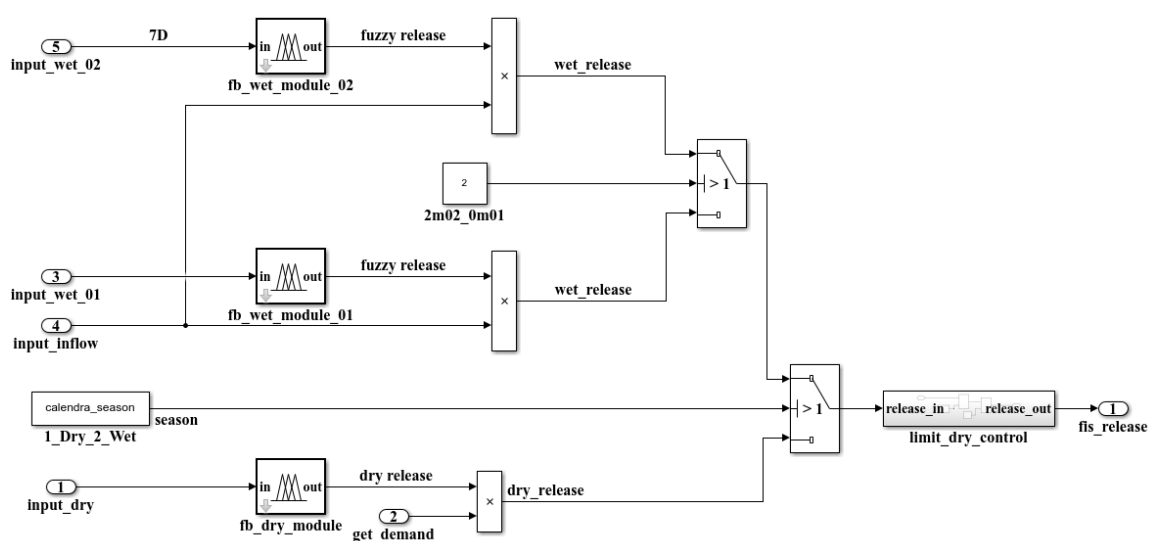 5
input_wet_02
7D
in
out
fb_wet_module_02
fuzzy release
×
wet_release
2
2m02_0m01
> 1
3
input_wet_01
in
out
fb_wet_module_01
fuzzy release
4
input_inflow
×
wet_release
calendra_season
season
1_Dry_2_Wet
> 1
release_in
release_out
limit_dry_control
1
fis_release
1
input_dry
in
out
fb_dry_module
dry release
2
get_demand
×
dry_release